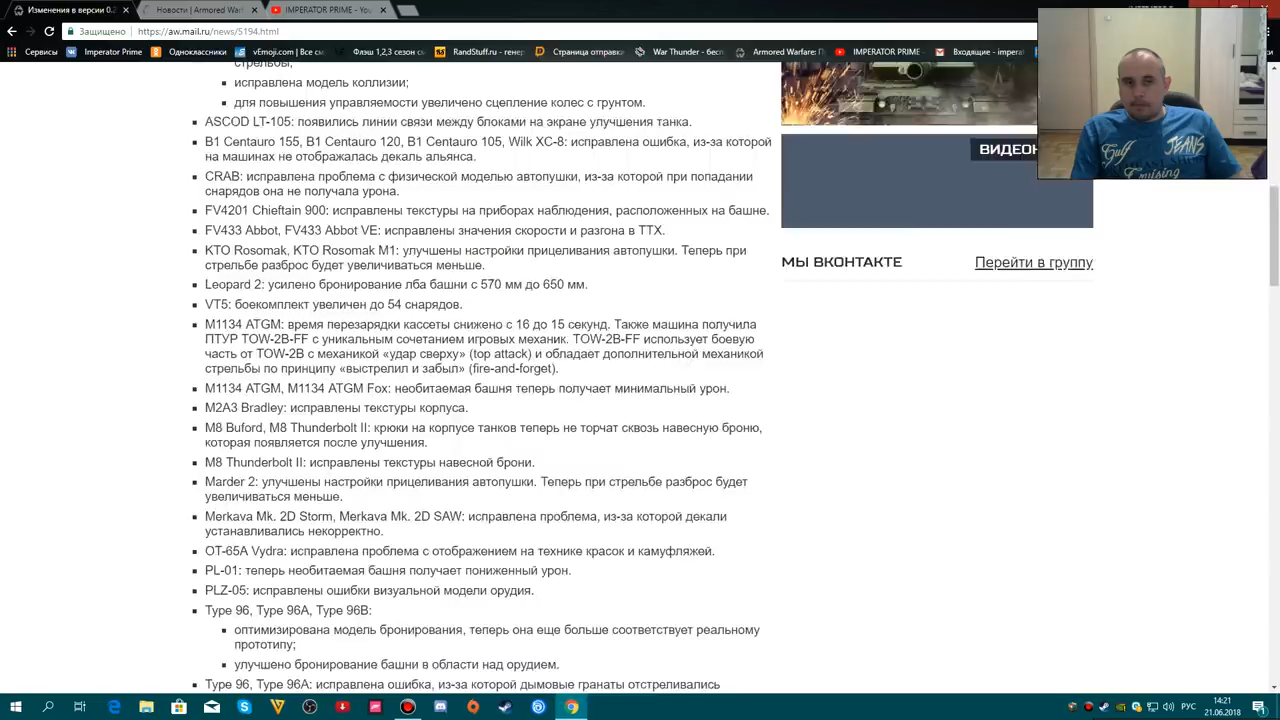 Изменения в версии 0.
Новости | Armored Warf
IMPERATOR PRIME - You
Защищено
https://aw.mail.ru/news/5194.html
Сервисы
Imperator Prime
vEmoji.com | Все см
Одноклассники
Флэш 1,2,3 сезон см
RandStuff.ru - генер
Страница отправки
War Thunder - бесп
Armored Warfare: П
IMPERATOR PRIME -
Входящие - imperat
стрельбы;
исправлена модель коллизии;
для повышения управляемости увеличено сцепление колес с грунтом.
ASCOD LT-105: появились линии связи между блоками на экране улучшения танка.
B1 Centauro 155, B1 Centauro 120, B1 Centauro 105, Wilk XC-8: исправлена ошибка, из-за которой
на машинах не отображалась декаль альянса.
CRAB: исправлена проблема с физической моделью автопушки, из-за которой при попадании
снарядов она не получала урона.
FV4201 Chieftain 900: исправлены текстуры на приборах наблюдения, расположенных на башне.
FV433 Abbot, FV433 Abbot VE: исправлены значения скорости и разгона в ТТХ.
KTO Rosomak, KTO Rosomak M1: улучшены настройки прицеливания автопушки. Теперь при
стрельбе разброс будет увеличиваться меньше.
Leopard 2: усилено бронирование лба башни с 570 мм до 650 мм.
VT5: боекомплект увеличен до 54 снарядов.
M1134 ATGM: время перезарядки кассеты снижено с 16 до 15 секунд. Также машина получила
ПТУР TOW-2B-FF с уникальным сочетанием игровых механик. TOW-2B-FF использует боевую
часть от TOW-2B с механикой «удар сверху» (top attack) и обладает дополнительной механикой
стрельбы по принципу «выстрелил и забыл» (fire-and-forget).
M1134 ATGM, M1134 ATGM Fox: необитаемая башня теперь получает минимальный урон.
M2A3 Bradley: исправлены текстуры корпуса.
M8 Buford, M8 Thunderbolt II: крюки на корпусе танков теперь не торчат сквозь навесную броню,
которая появляется после улучшения.
M8 Thunderbolt II: исправлены текстуры навесной брони.
Marder 2: улучшены настройки прицеливания автопушки. Теперь при стрельбе разброс будет
увеличиваться меньше.
Merkava Mk. 2D Storm, Merkava Mk. 2D SAW: исправлена проблема, из-за которой декали
устанавливались некорректно.
OT-65A Vydra: исправлена проблема с отображением на технике красок и камуфляжей.
PL-01: теперь необитаемая башня получает пониженный урон.
PLZ-05: исправлены ошибки визуальной модели орудия.
Type 96, Type 96A, Type 96B:
оптимизирована модель бронирования, теперь она еще больше соответствует реальному
прототипу;
улучшено бронирование башни в области над орудием.
Type 96, Type 96A: исправлена ошибка, из-за которой дымовые гранаты отстреливались
ВИДЕО
МЫ ВКОНТАКТЕ
Перейти в группу
Gulf
JEANS
Cruising
РУС
14:21
21.06.2018